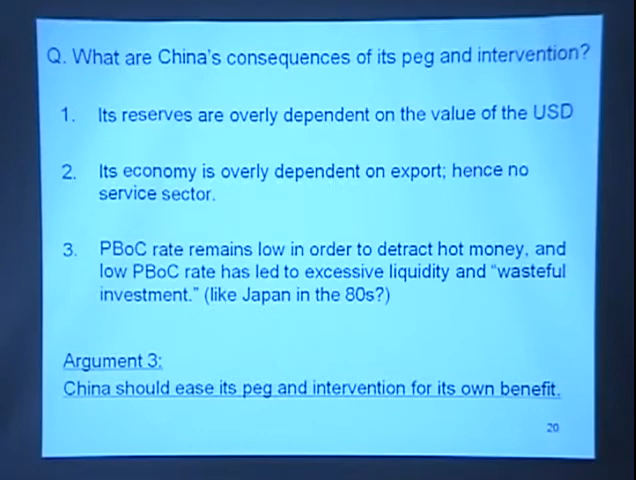 Q. What are China's consequences of its peg and intervention?
1. Its reserves are overly dependent on the value of the USD
2. Its economy is overly dependent on export; hence no
service sector.
3. PBoC rate remains low in order to detract hot money, and
low PBoC rate has led to excessive liquidity and "wasteful
investment." (like Japan in the 80s?)
Argument 3:
China should ease its peg and intervention for its own benefit.
20